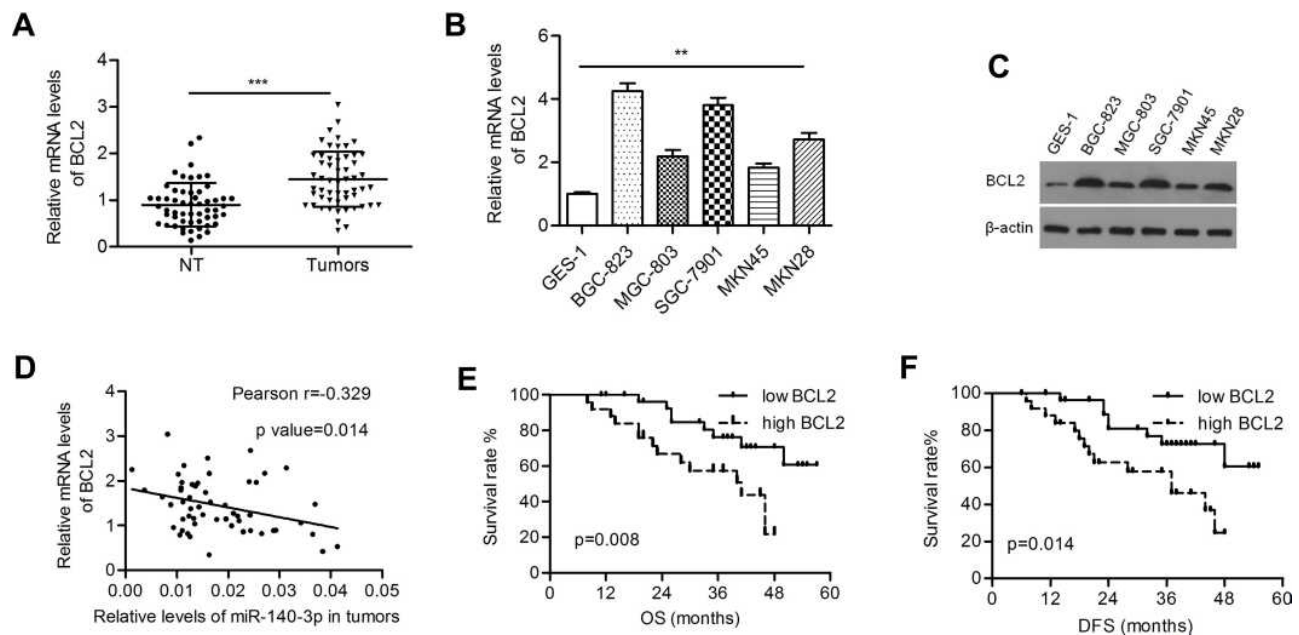 A
Relative mRNA levels
of BCL2
4
3
2
1
0
***
NT
Tumors
B
Relative mRNA levels
of BCL2
6
4
2
0
**
GES-1
BGC-823
MGC-803
SGC-7901
MKN45
MKN28
C
GES-1
BGC-823
MGC-803
SGC-7901
MKN45
MKN28
BCL2
β-actin
D
Relative mRNA levels
of BCL2
4
3
2
1
0
Pearson r=-0.329
p value=0.014
0.00 0.01 0.02 0.03 0.04 0.05
Relative levels of miR-140-3p in tumors
E
Survival rate %
100
80
60
40
20
0
low BCL2
high BCL2
p=0.008
0 12 24 36 48 60
OS (months)
F
Survival rate%
100
80
60
40
20
0
low BCL2
high BCL2
p=0.014
0 12 24 36 48 60
DFS (months)